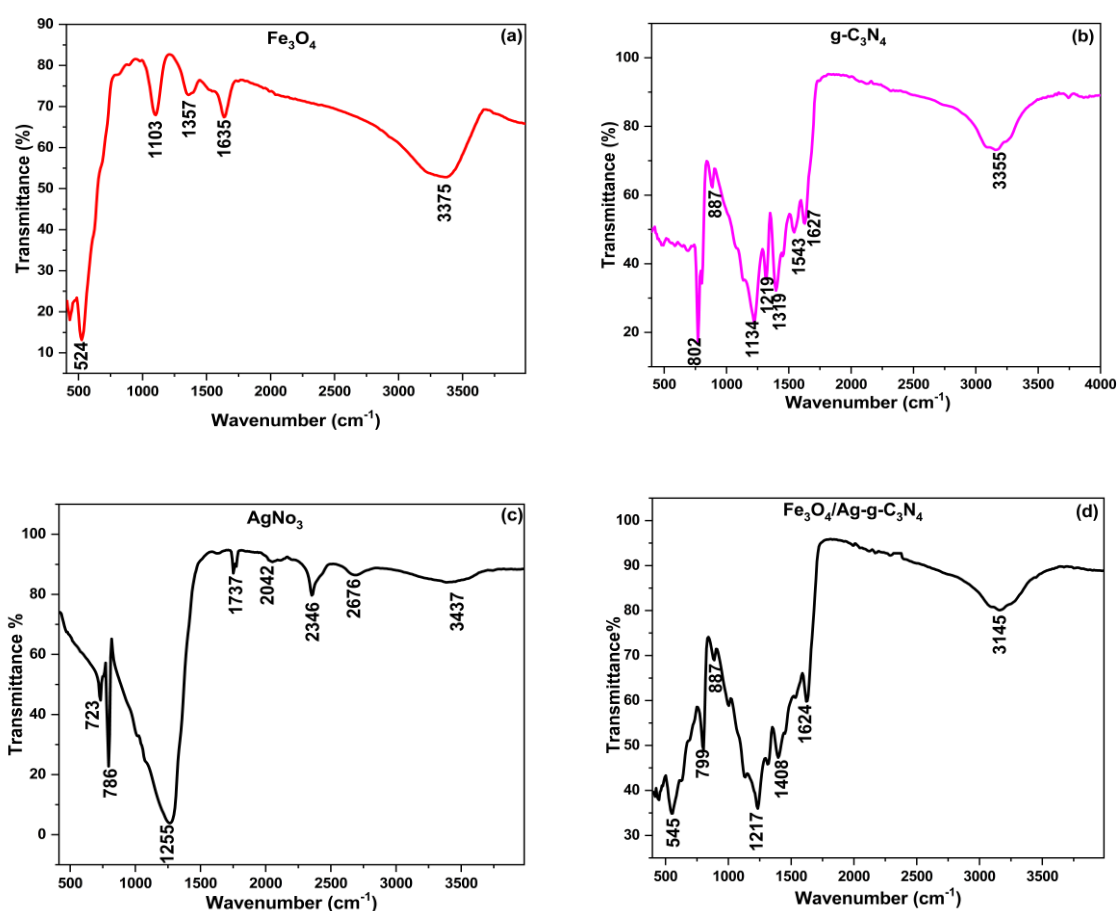 Fe₃O₄
(a)
Transmittance (%)
90
80
70
60
50
40
30
20
10
524
1103
1357
1635
3375
500 1000 1500 2000 2500 3000 3500
Wavenumber (cm⁻¹)
g-C₃N₄
(b)
Transmittance (%)
100
80
60
40
20
802
887
1134
1219
1319
1543
1627
3355
500 1000 1500 2000 2500 3000 3500 4000
Wavenumber (cm⁻¹)
AgNo₃
(c)
Transmittance %
100
80
60
40
20
0
723
786
1255
1737
2042
2346
2676
3437
500 1000 1500 2000 2500 3000 3500
Wavenumber (cm⁻¹)
Fe₃O₄/Ag-g-C₃N₄
(d)
Transmittance%
100
90
80
70
60
50
40
30
545
799
887
1217
1408
1624
3145
500 1000 1500 2000 2500 3000 3500
Wavenumber (cm⁻¹)